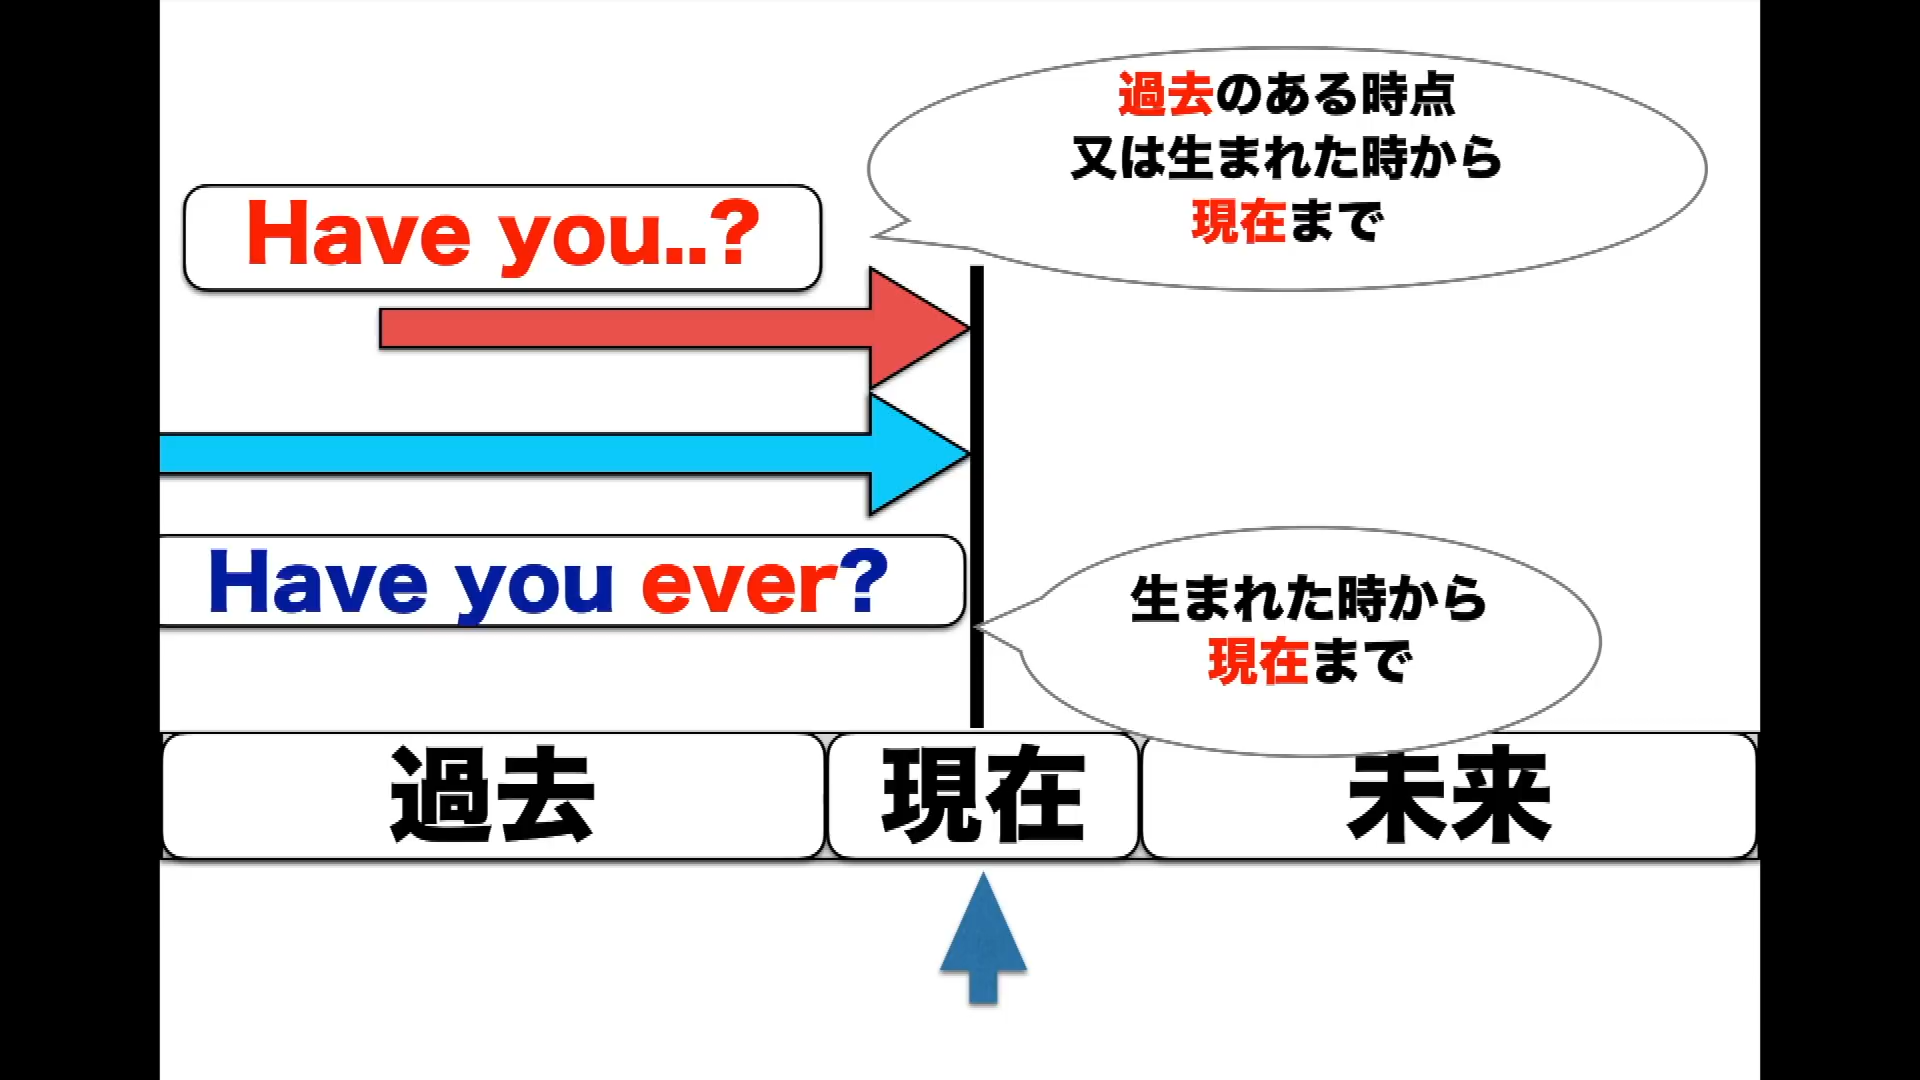 過去のある時点
又は生まれた時から
現在まで
Have you..?
Have you ever?
生まれた時から
現在まで
過去
現在
未来